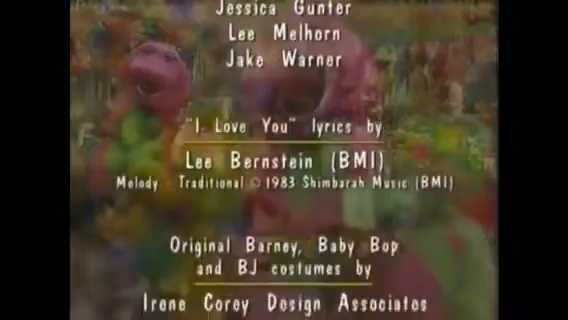 Jessica Gunter
Lee Melhorn
Jake Warner
"I Love You" lyrics by
Lee Bernstein (BMI)
Melody Traditional © 1983 Shimbarah Music (BMI)
Original Barney, Baby Bop
and BJ costumes by
Irene Corey Design Associates